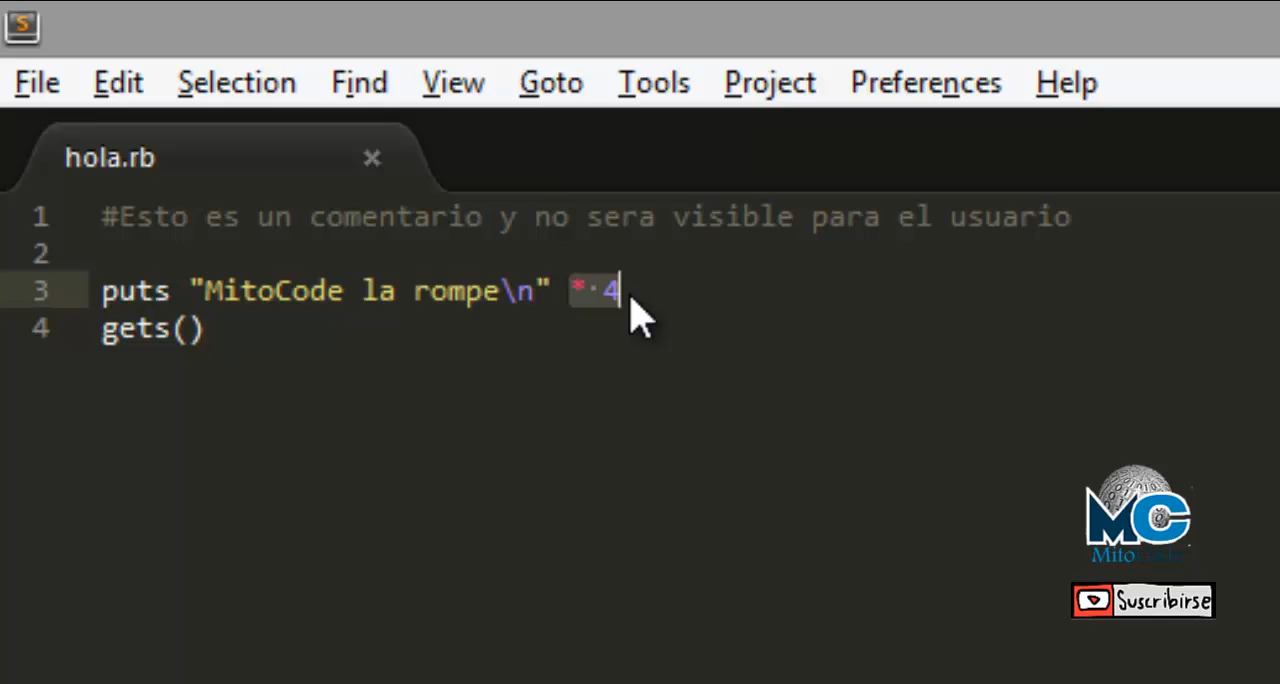 S
File Edit Selection Find View Goto Tools Project Preferences Help
hola.rb ×
1 #Esto es un comentario y no sera visible para el usuario
2
3 puts "MitoCode la rompe\n" * 4
4 gets()
MC
Mito
Suscribirse